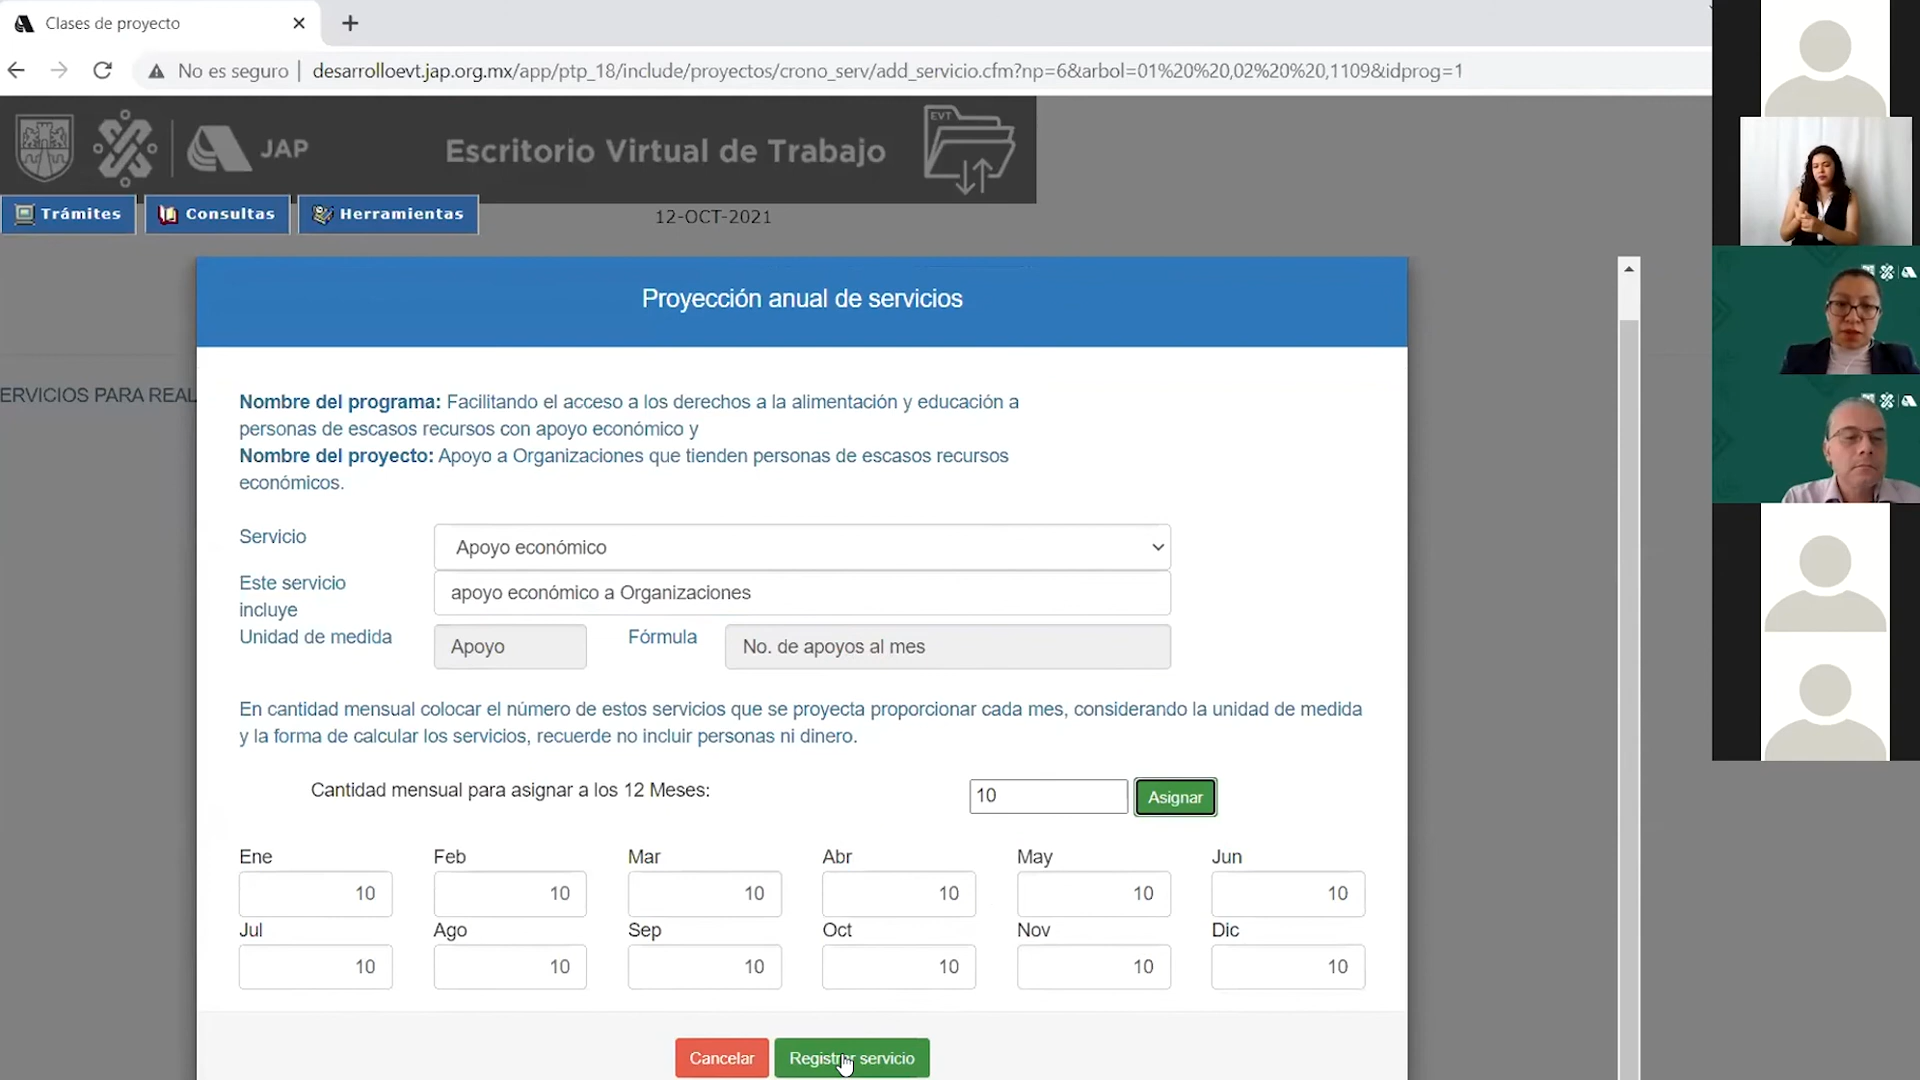 Clases de proyecto
No es seguro
desarrolloevt.jap.org.mx/app/ptp_18/include/proyectos/crono_serv/add_servicio.cfm?np=6&arbol=01%20%20,02%20%20,1109&idprog=1
JAP
Escritorio Virtual de Trabajo
EVT
Trámites
Consultas
Herramientas
12-OCT-2021
Proyección anual de servicios
ERVICIOS PARA REAL
Nombre del programa: Facilitando el acceso a los derechos a la alimentación y educación a
personas de escasos recursos con apoyo económico y
Nombre del proyecto: Apoyo a Organizaciones que tienden personas de escasos recursos
económicos.
Servicio
Apoyo económico
Este servicio
incluye
apoyo económico a Organizaciones
Unidad de medida
Apoyo
Fórmula
No. de apoyos al mes
En cantidad mensual colocar el número de estos servicios que se proyecta proporcionar cada mes, considerando la unidad de medida
y la forma de calcular los servicios, recuerde no incluir personas ni dinero.
Cantidad mensual para asignar a los 12 Meses:
10
Asignar
Ene Feb Mar Abr May Jun
10 10 10 10 10 10
Jul Ago Sep Oct Nov Dic
10 10 10 10 10 10
Cancelar
Registrar servicio